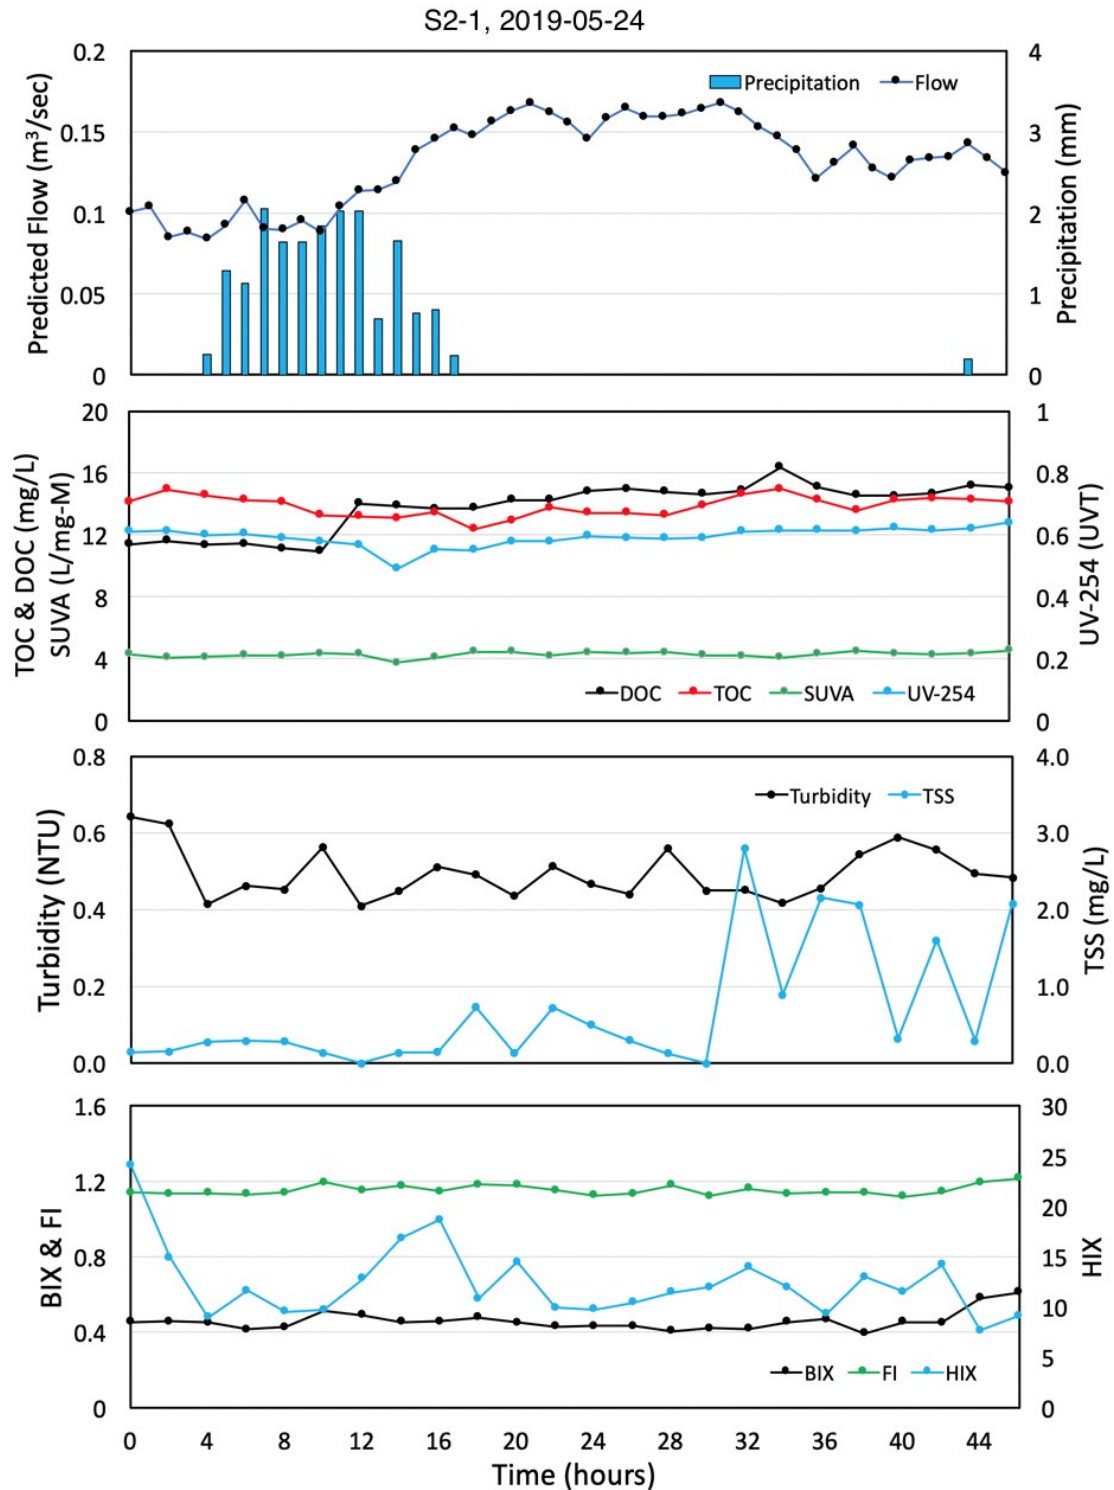 S2-1, 2019-05-24
Predicted Flow (m³/sec)
0.2
0.15
0.1
0.05
0
Precipitation Flow
4
3
2
1
0
Precipitation (mm)
TOC & DOC (mg/L)
SUVA (L/mg-M)
20
16
12
8
4
0
DOC TOC SUVA UV-254
1
0.8
0.6
0.4
0.2
0
UV-254 (UVT)
Turbidity (NTU)
0.8
0.6
0.4
0.2
0.0
Turbidity TSS
4.0
3.0
2.0
1.0
0.0
TSS (mg/L)
BIX & FI
1.6
1.2
0.8
0.4
0
BIX FI HIX
30
25
20
15
10
5
0
HIX
0 4 8 12 16 20 24 28 32 36 40 44
Time (hours)